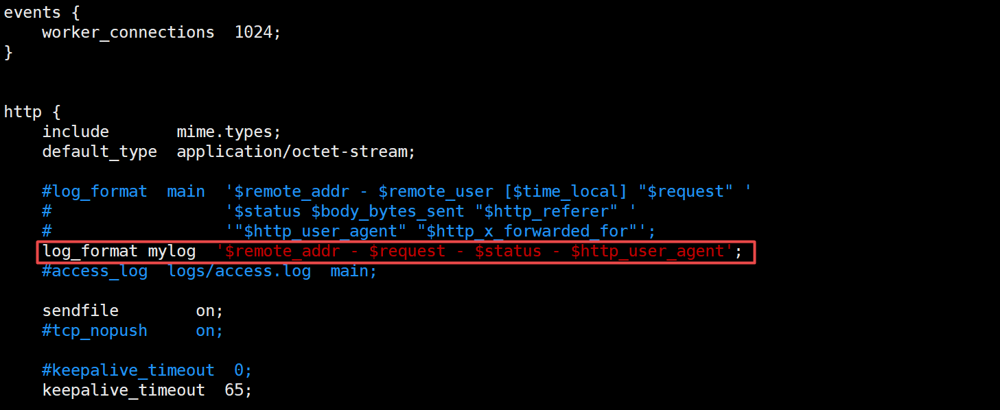 events {
    worker_connections  1024;
}
http {
    include       mime.types;
    default_type  application/octet-stream;
    #log_format  main  '$remote_addr - $remote_user [$time_local] "$request" '
    #                  '$status $body_bytes_sent "$http_referer" '
    #                  '"$http_user_agent" "$http_x_forwarded_for"';
    log_format mylog  '$remote_addr - $request - $status - $http_user_agent';
    #access_log  logs/access.log  main;
    sendfile        on;
    #tcp_nopush     on;
    #keepalive_timeout  0;
    keepalive_timeout  65;